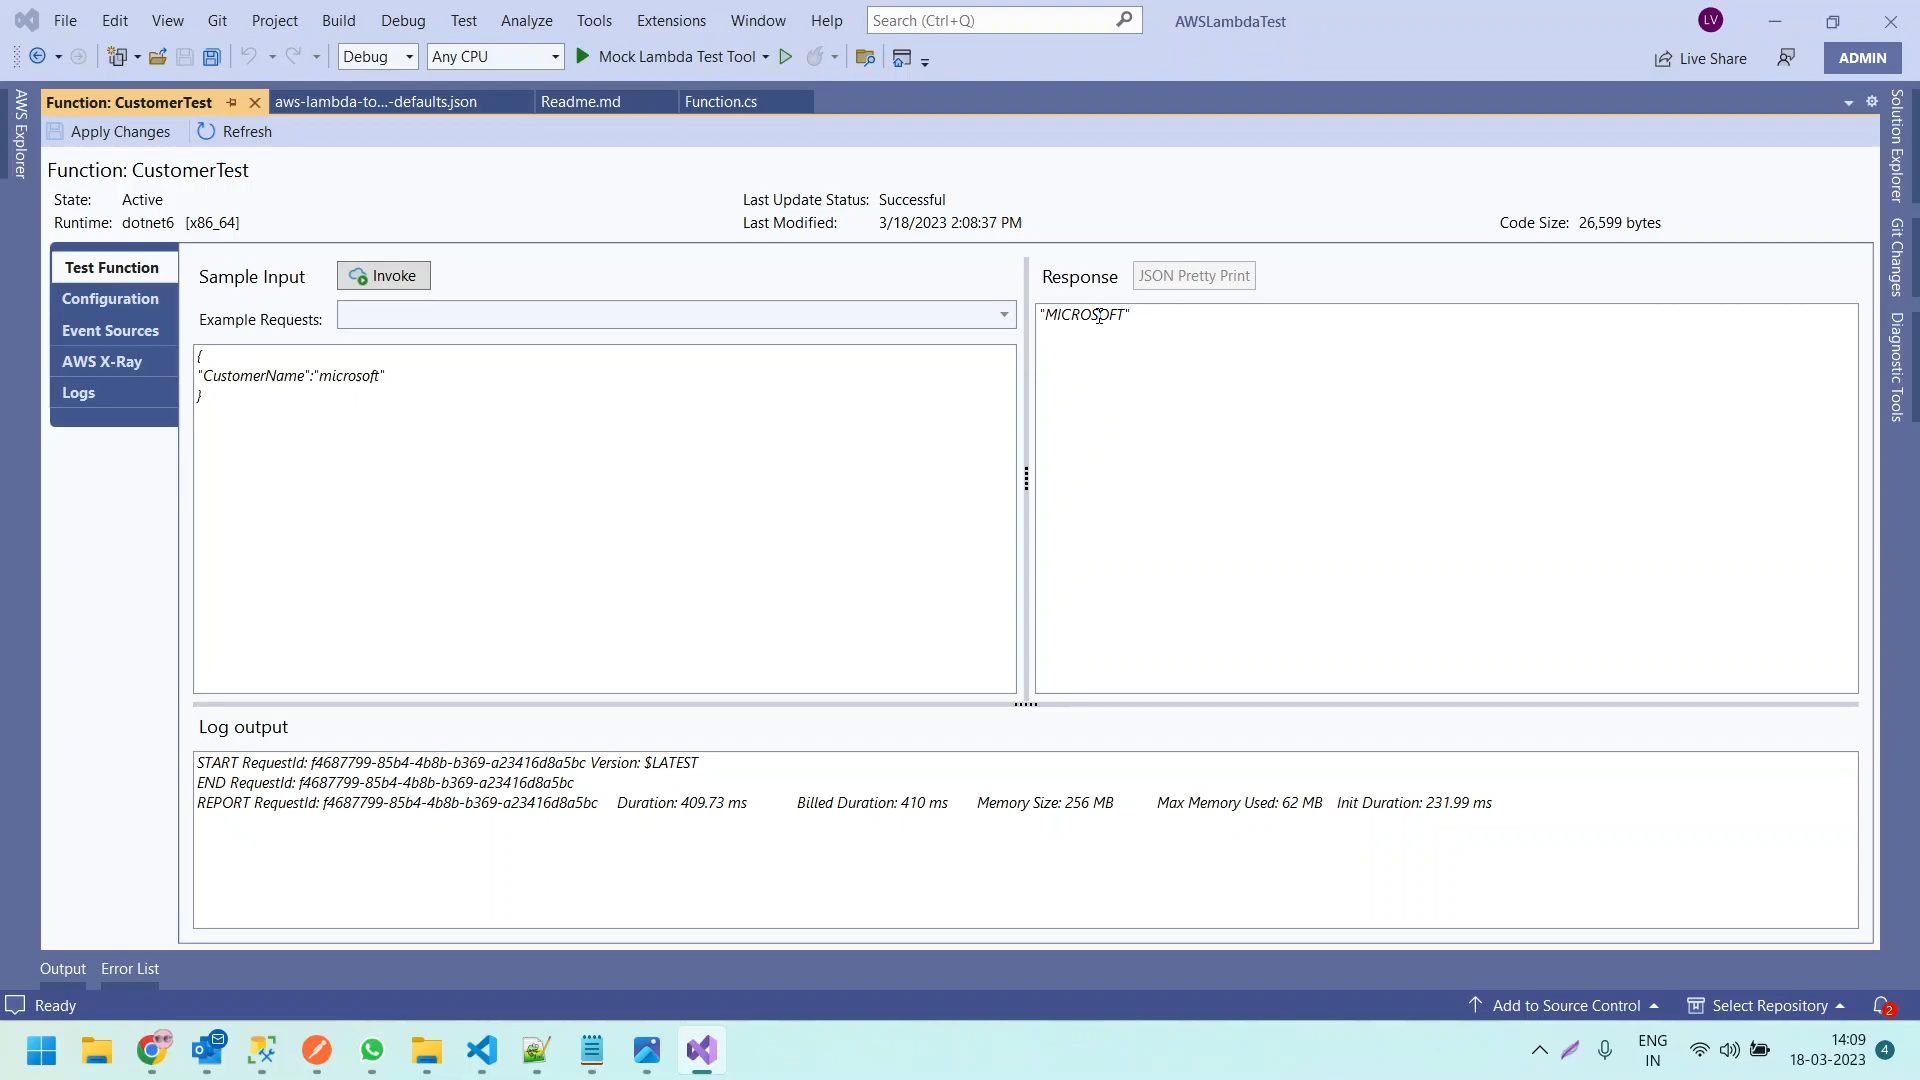 File Edit View Git Project Build Debug Test Analyze Tools Extensions Window Help Search (Ctrl+Q) AWSLambdaTest LV
Debug Any CPU Mock Lambda Test Tool Live Share ADMIN
AWS Explorer
Function: CustomerTest aws-lambda-to...-defaults.json Readme.md Function.cs
Apply Changes Refresh
Function: CustomerTest
State: Active Last Update Status: Successful
Runtime: dotnet6 [x86_64] Last Modified: 3/18/2023 2:08:37 PM Code Size: 26,599 bytes
Test Function
Configuration
Event Sources
AWS X-Ray
Logs
Sample Input Invoke
Example Requests:
{
"CustomerName":"microsoft"
}
Response JSON Pretty Print
"MICROSOFT"
Log output
START RequestId: f4687799-85b4-4b8b-b369-a23416d8a5bc Version: $LATEST
END RequestId: f4687799-85b4-4b8b-b369-a23416d8a5bc
REPORT RequestId: f4687799-85b4-4b8b-b369-a23416d8a5bc Duration: 409.73 ms Billed Duration: 410 ms Memory Size: 256 MB Max Memory Used: 62 MB Init Duration: 231.99 ms
Solution Explorer
Git Changes
Diagnostic Tools
Output Error List
Ready Add to Source Control Select Repository 2
ENG
IN
14:09
18-03-2023
4